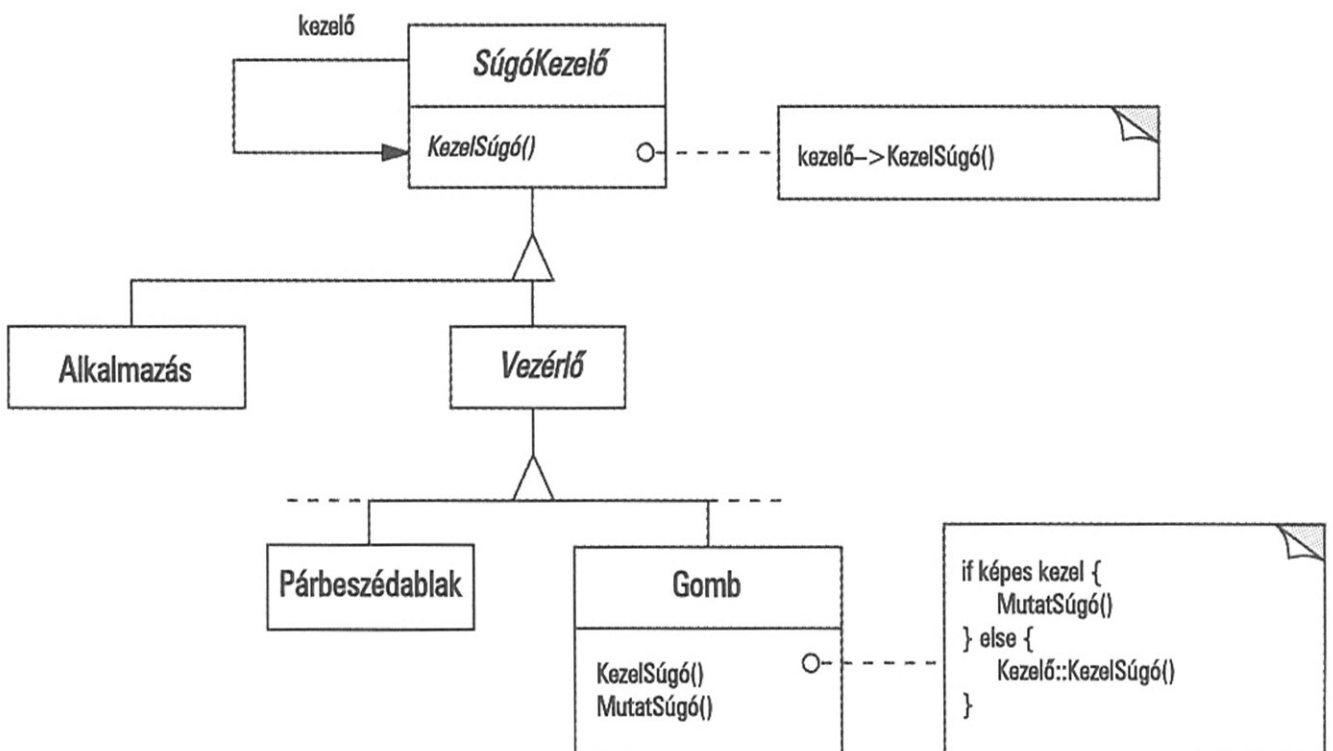 kezelő
SúgóKezelő
KezelSúgó()
kezelő–>KezelSúgó()
Alkalmazás
Vezérlő
Párbeszédablak
Gomb
KezelSúgó()
MutatSúgó()
if képes kezel {
MutatSúgó()
} else {
Kezelő::KezelSúgó()
}